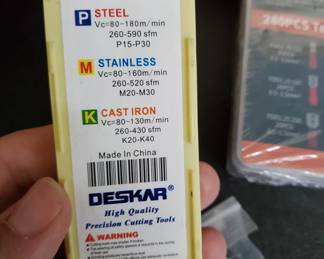 P STEEL
Vc=80-180m/min
260-590 sfm
P15-P30
M STAINLESS
Vc=80-160m/min
260-520 sfm
M20-M30
K CAST IRON
Vc=80-130m/min
260-430 sfm
K20-K40
Made In China
DESKAR®
High Quality
Precision Cutting Tools
WARNING
280PCS Te